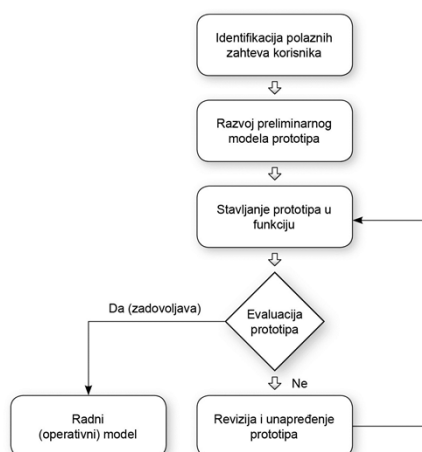 Identifikacija polaznih
zahteva korisnika
Razvoj preliminarnog
modela prototipa
Stavljanje prototipa u
funkciju
Evaluacija
prototipa
Da (zadovoljava)
Ne
Radni
(operativni) model
Revizija i unapređenje
prototipa